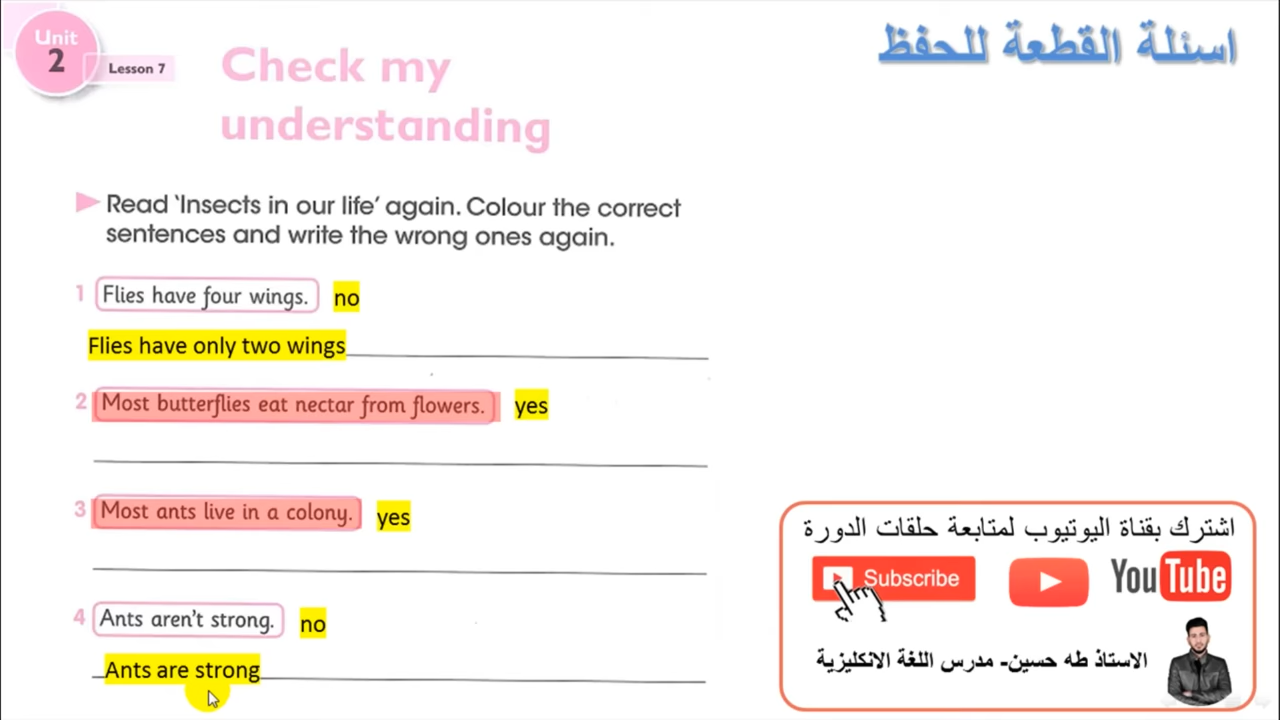 Unit
2
Lesson 7
اسئلة القطعة للحفظ
Check my
understanding
Read ‘Insects in our life’ again. Colour the correct
sentences and write the wrong ones again.
1 Flies have four wings. no
Flies have only two wings
2 Most butterflies eat nectar from flowers. yes
3 Most ants live in a colony. yes
4 Ants aren’t strong. no
Ants are strong
اشترك بقناة اليوتيوب لمتابعة حلقات الدورة
Subscribe
YouTube
الاستاذ طه حسين- مدرس اللغة الانكليزية